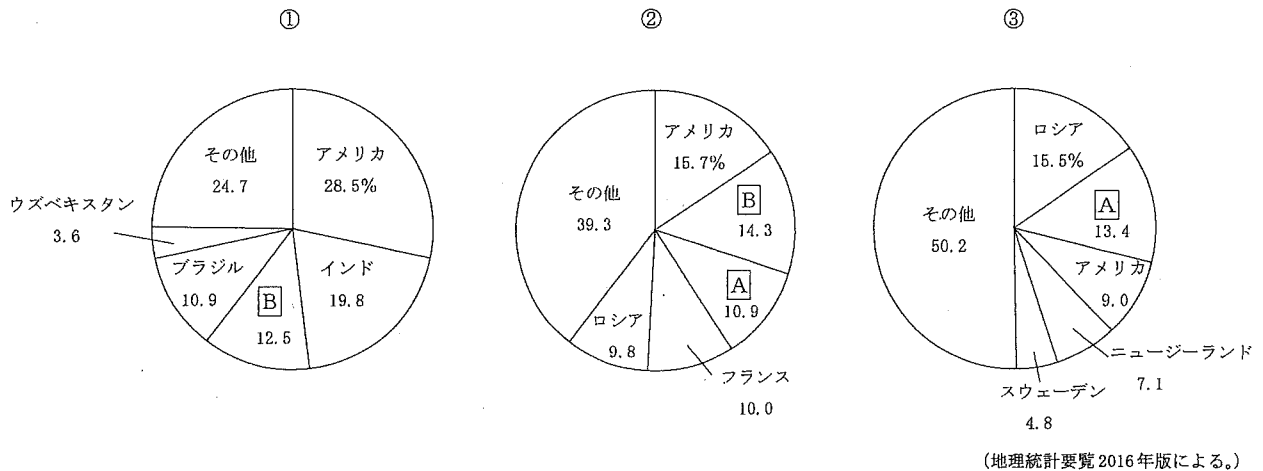 ①
その他
24.7
アメリカ
28.5%
ウズベキスタン
3.6
ブラジル
10.9
B
12.5
インド
19.8
②
アメリカ
15.7%
その他
39.3
B
14.3
A
10.9
ロシア
9.8
フランス
10.0
③
ロシア
15.5%
その他
50.2
A
13.4
アメリカ
9.0
ニュージーランド
7.1
スウェーデン
4.8
(地理統計要覧2016年版による。)